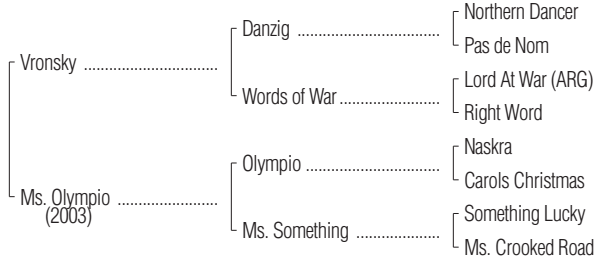 Northern Dancer
Danzig ..............................
Pas de Nom
Vronsky ..............................
Lord At War (ARG)
Words of War.....................
Right Word
Naskra
Olympio ............................
Carols Christmas
Ms. Olympio ......................
(2003)
Something Lucky
Ms. Something .................
Ms. Crooked Road